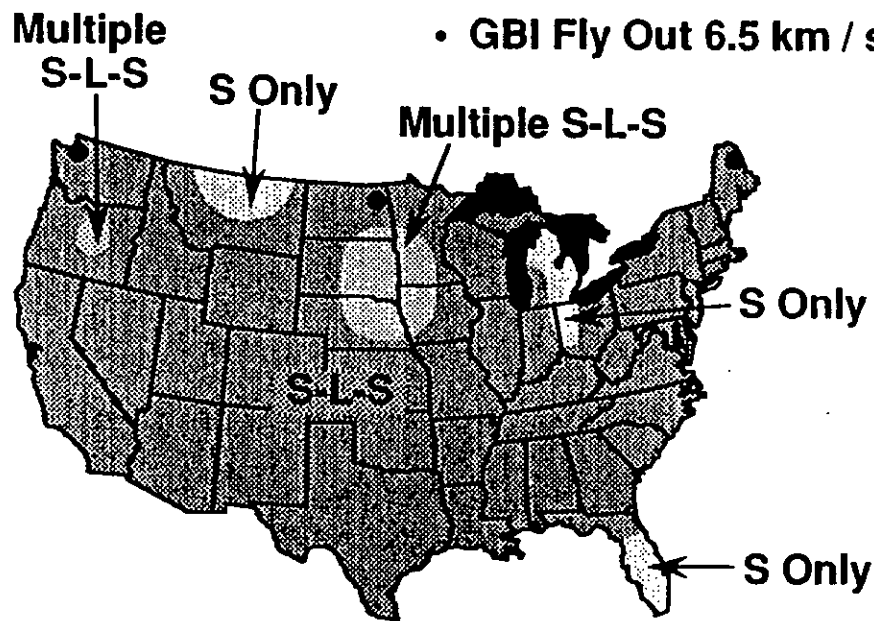 • GBI Fly Out 6.5 km / s
Multiple
S-L-S
S Only
Multiple S-L-S
S Only
S-L-S
S Only